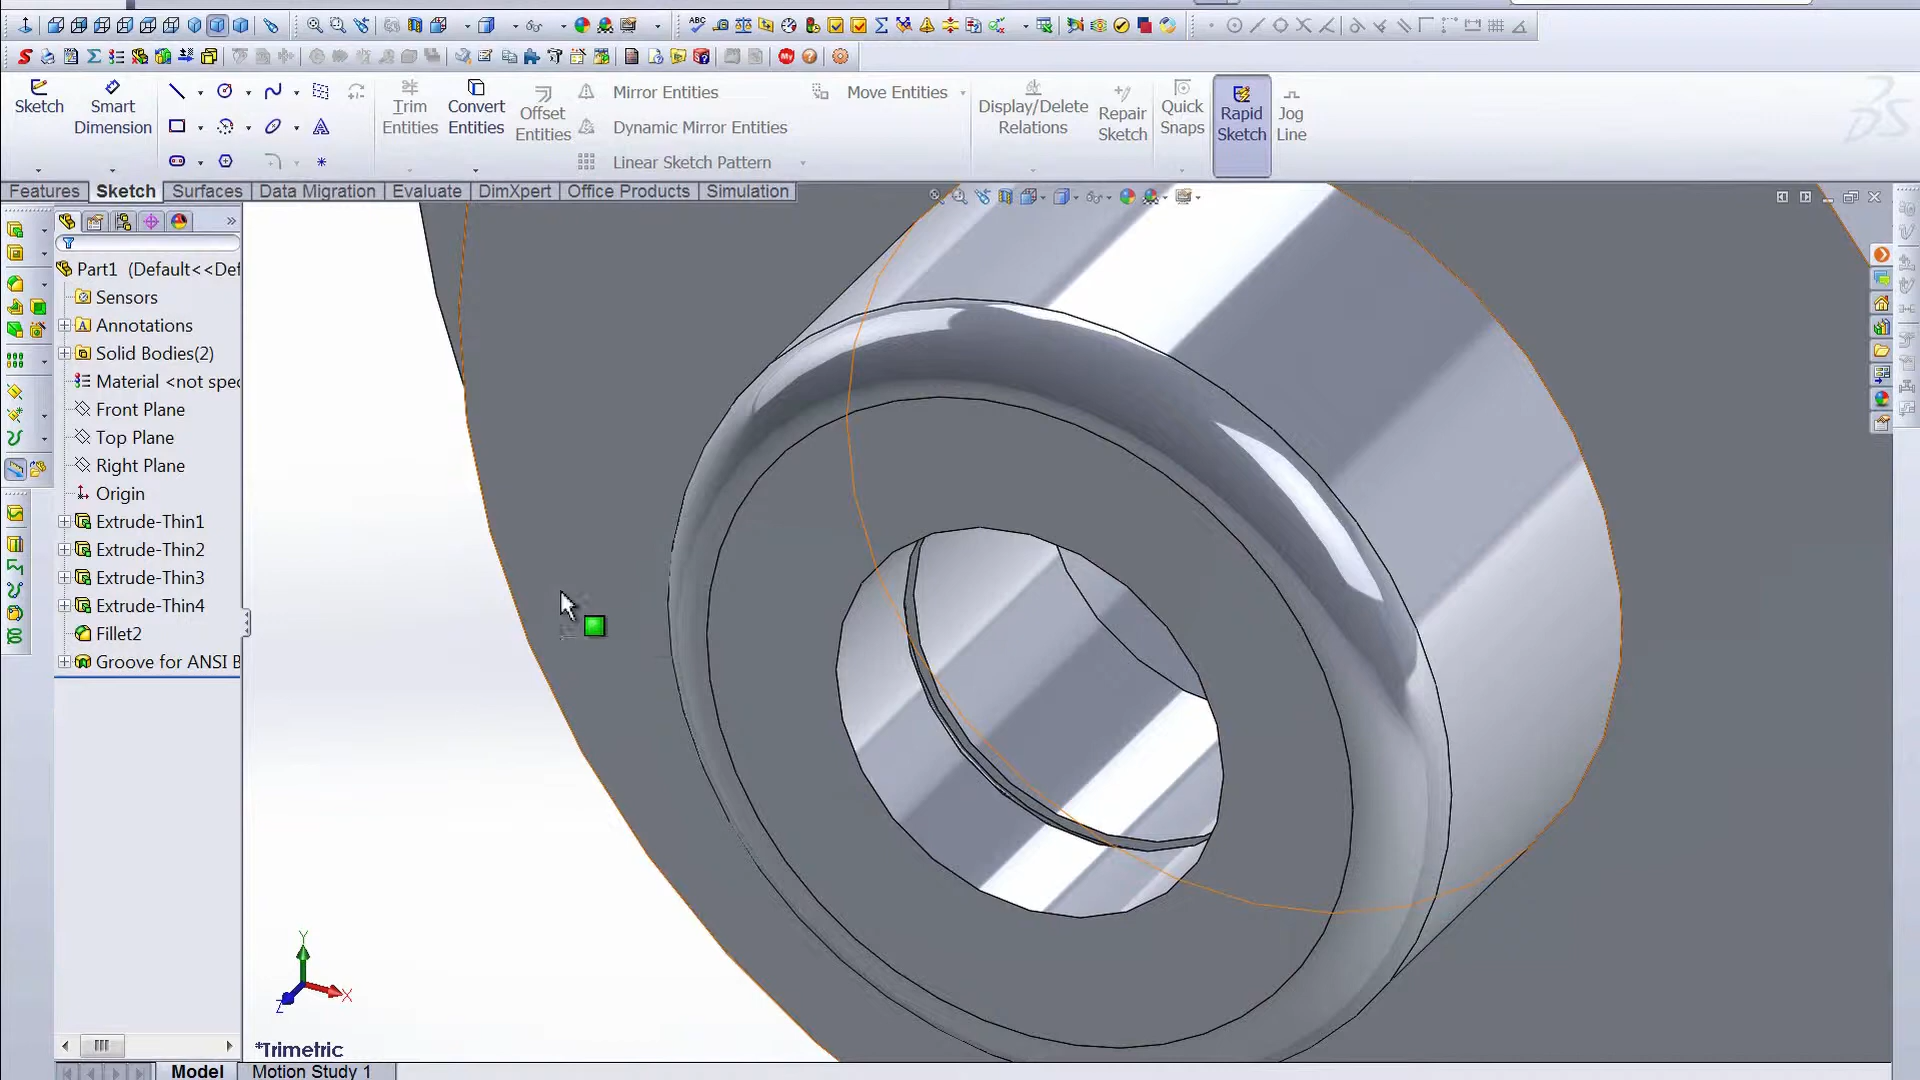 Sketch
Smart
Dimension
Trim
Entities
Convert
Entities
Offset
Entities
Mirror Entities
Dynamic Mirror Entities
Linear Sketch Pattern
Move Entities
Display/Delete
Relations
Repair
Sketch
Quick
Snaps
Rapid
Sketch
Jog
Line
Features Sketch Surfaces Data Migration Evaluate DimXpert Office Products Simulation
Part1 (Default<<Def
Sensors
Annotations
Solid Bodies(2)
Material <not spec
Front Plane
Top Plane
Right Plane
Origin
Extrude-Thin1
Extrude-Thin2
Extrude-Thin3
Extrude-Thin4
Fillet2
Groove for ANSI B
Y
X
Z
*Trimetric
Model Motion Study 1